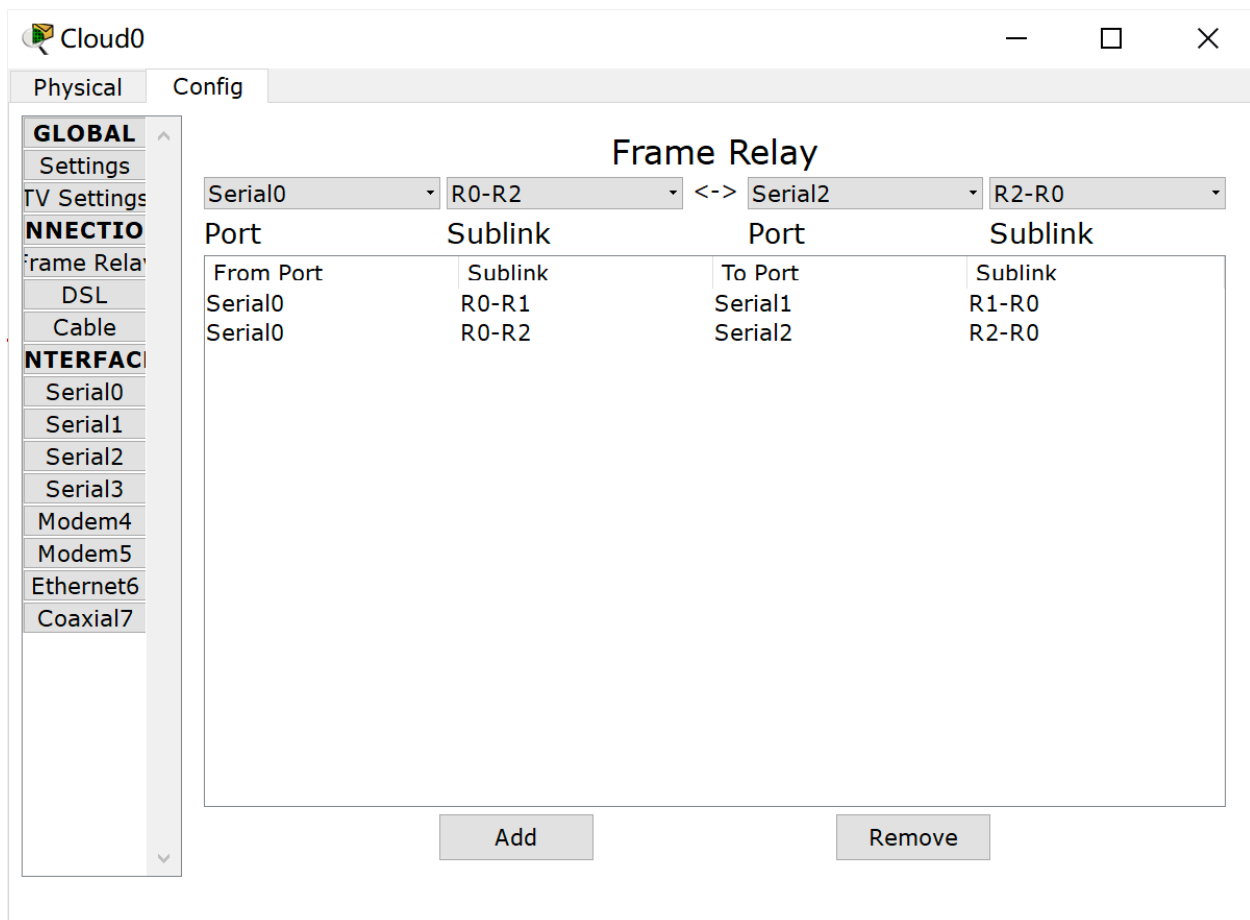 Cloud0
Physical Config
GLOBAL
Settings
TV Settings
NNECTIO
Frame Relay
DSL
Cable
NTERFAC
Serial0
Serial1
Serial2
Serial3
Modem4
Modem5
Ethernet6
Coaxial7
Frame Relay
Serial0 R0-R2 <-> Serial2 R2-R0
Port Sublink Port Sublink
From Port Sublink To Port Sublink
Serial0 R0-R1 Serial1 R1-R0
Serial0 R0-R2 Serial2 R2-R0
Add Remove